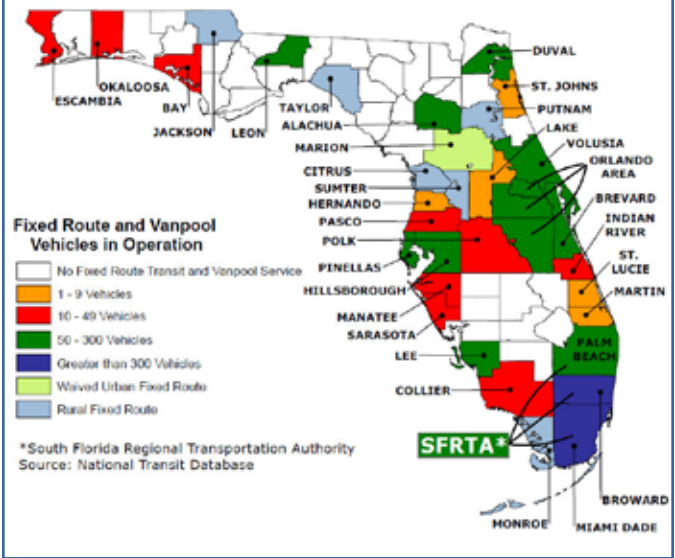 DUVAL
OKALOOSA
ESCAMBIA
BAY
JACKSON
LEON
TAYLOR
ALACHUA
MARION
CITRUS
SUMTER
HERNANDO
PASCO
POLK
PINELLAS
HILLSBOROUGH
MANATEE
SARASOTA
LEE
COLLIER
ST. JOHNS
PUTNAM
LAKE
VOLUSIA
ORLANDO
AREA
BREVARD
INDIAN
RIVER
ST.
LUCIE
MARTIN
PALM
BEACH
SFRTA*
BROWARD
MONROE
MIAMI DADE
Fixed Route and Vanpool
Vehicles in Operation
No Fixed Route Transit and Vanpool Service
1 - 9 Vehicles
10 - 49 Vehicles
50 - 300 Vehicles
Greater than 300 Vehicles
Waived Urban Fixed Route
Rural Fixed Route
*South Florida Regional Transportation Authority
Source: National Transit Database